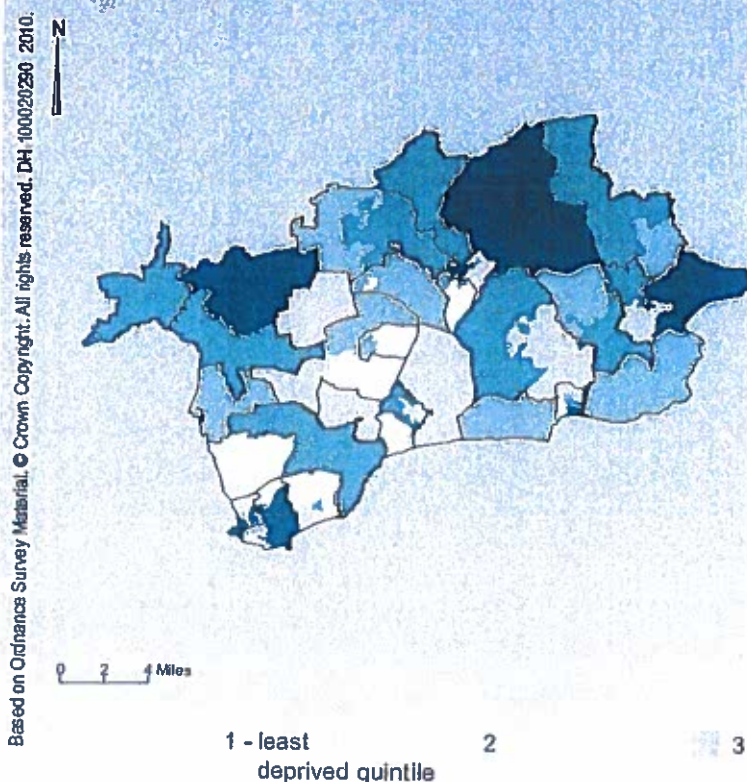 Based on Ordnance Survey Material. © Crown Copyright. All rights reserved. DH 100020290 2010.
N
0 2 4 Miles
1 - least 2 3
deprived quintile